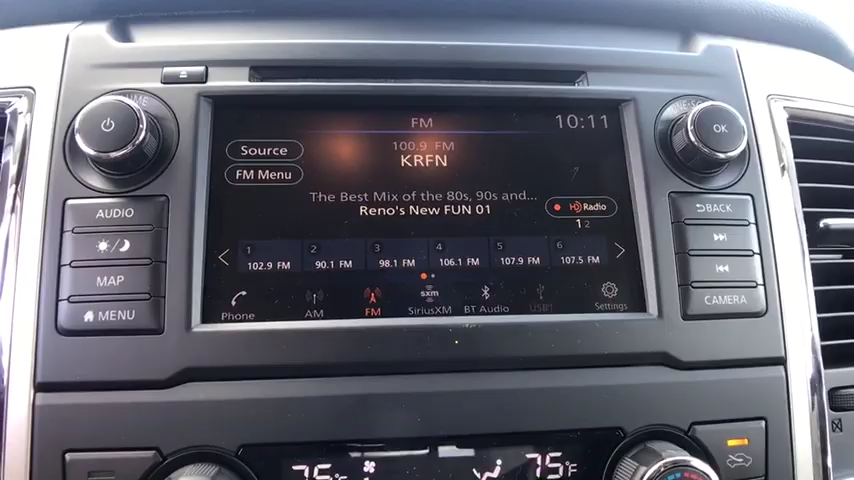 FM
10:11
OK
100.9 FM
KRFN
Source
FM Menu
The Best Mix of the 80s, 90s and...
Reno's New FUN 01
HD Radio
1 2
AUDIO
MAP
MENU
BACK
CAMERA
1 2 3 4 5 6
102.9 FM 90.1 FM 98.1 FM 106.1 FM 107.9 FM 107.5 FM
Phone AM FM SiriusXM BT Audio USB1 Settings
sxm
75°F 75°F